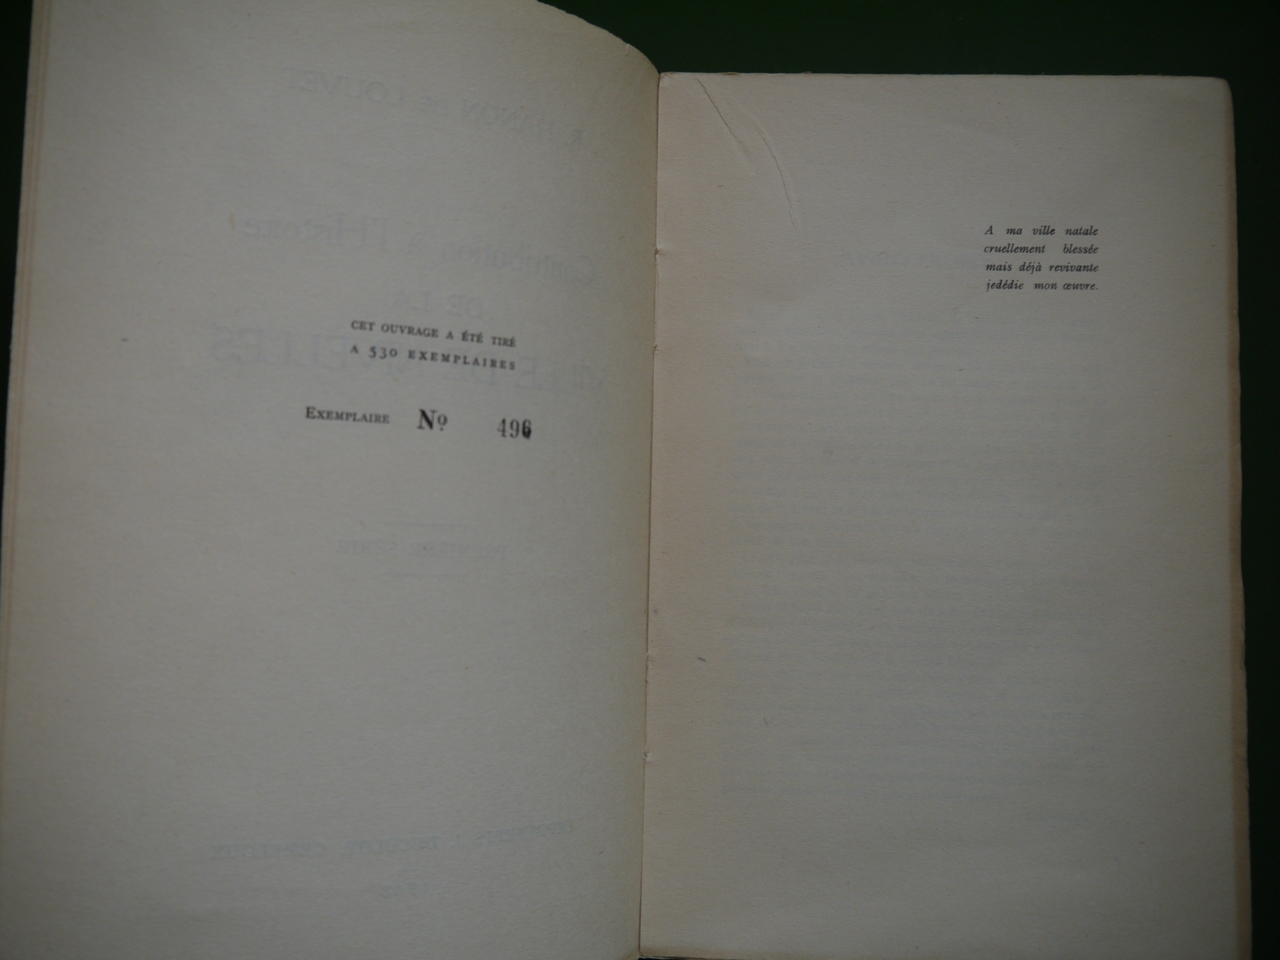 CET OUVRAGE A ÉTÉ TIRÉ
A 530 EXEMPLAIRES
EXEMPLAIRE Nº 496
A ma ville natale
cruellement blessée
mais déjà revivante
jedédie mon œuvre.